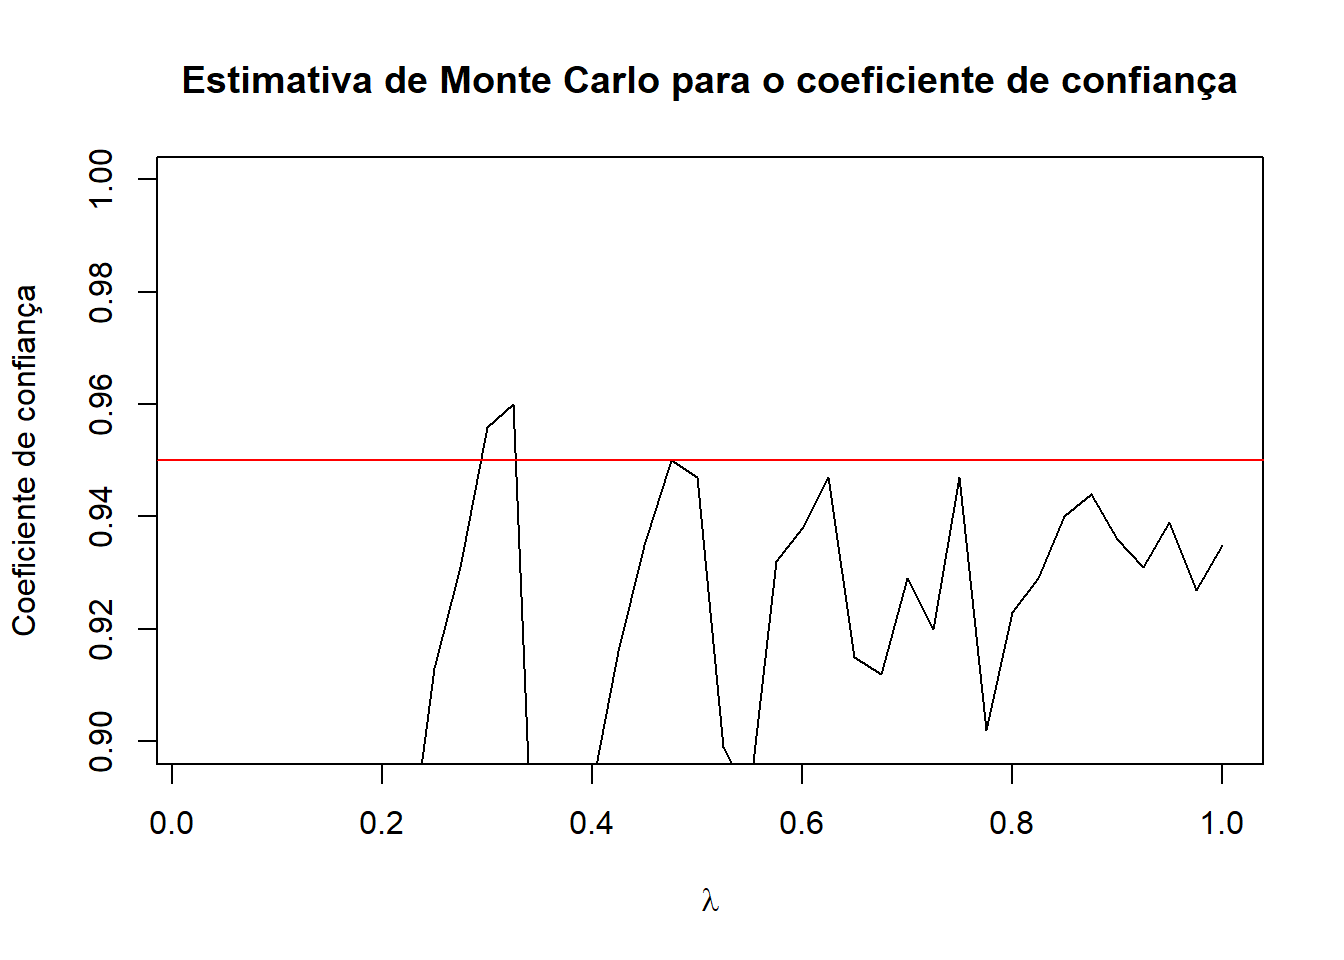 Estimativa de Monte Carlo para o coeficiente de confiança
Coeficiente de confiança
1.00
0.98
0.96
0.94
0.92
0.90
0.0 0.2 0.4 0.6 0.8 1.0
λ